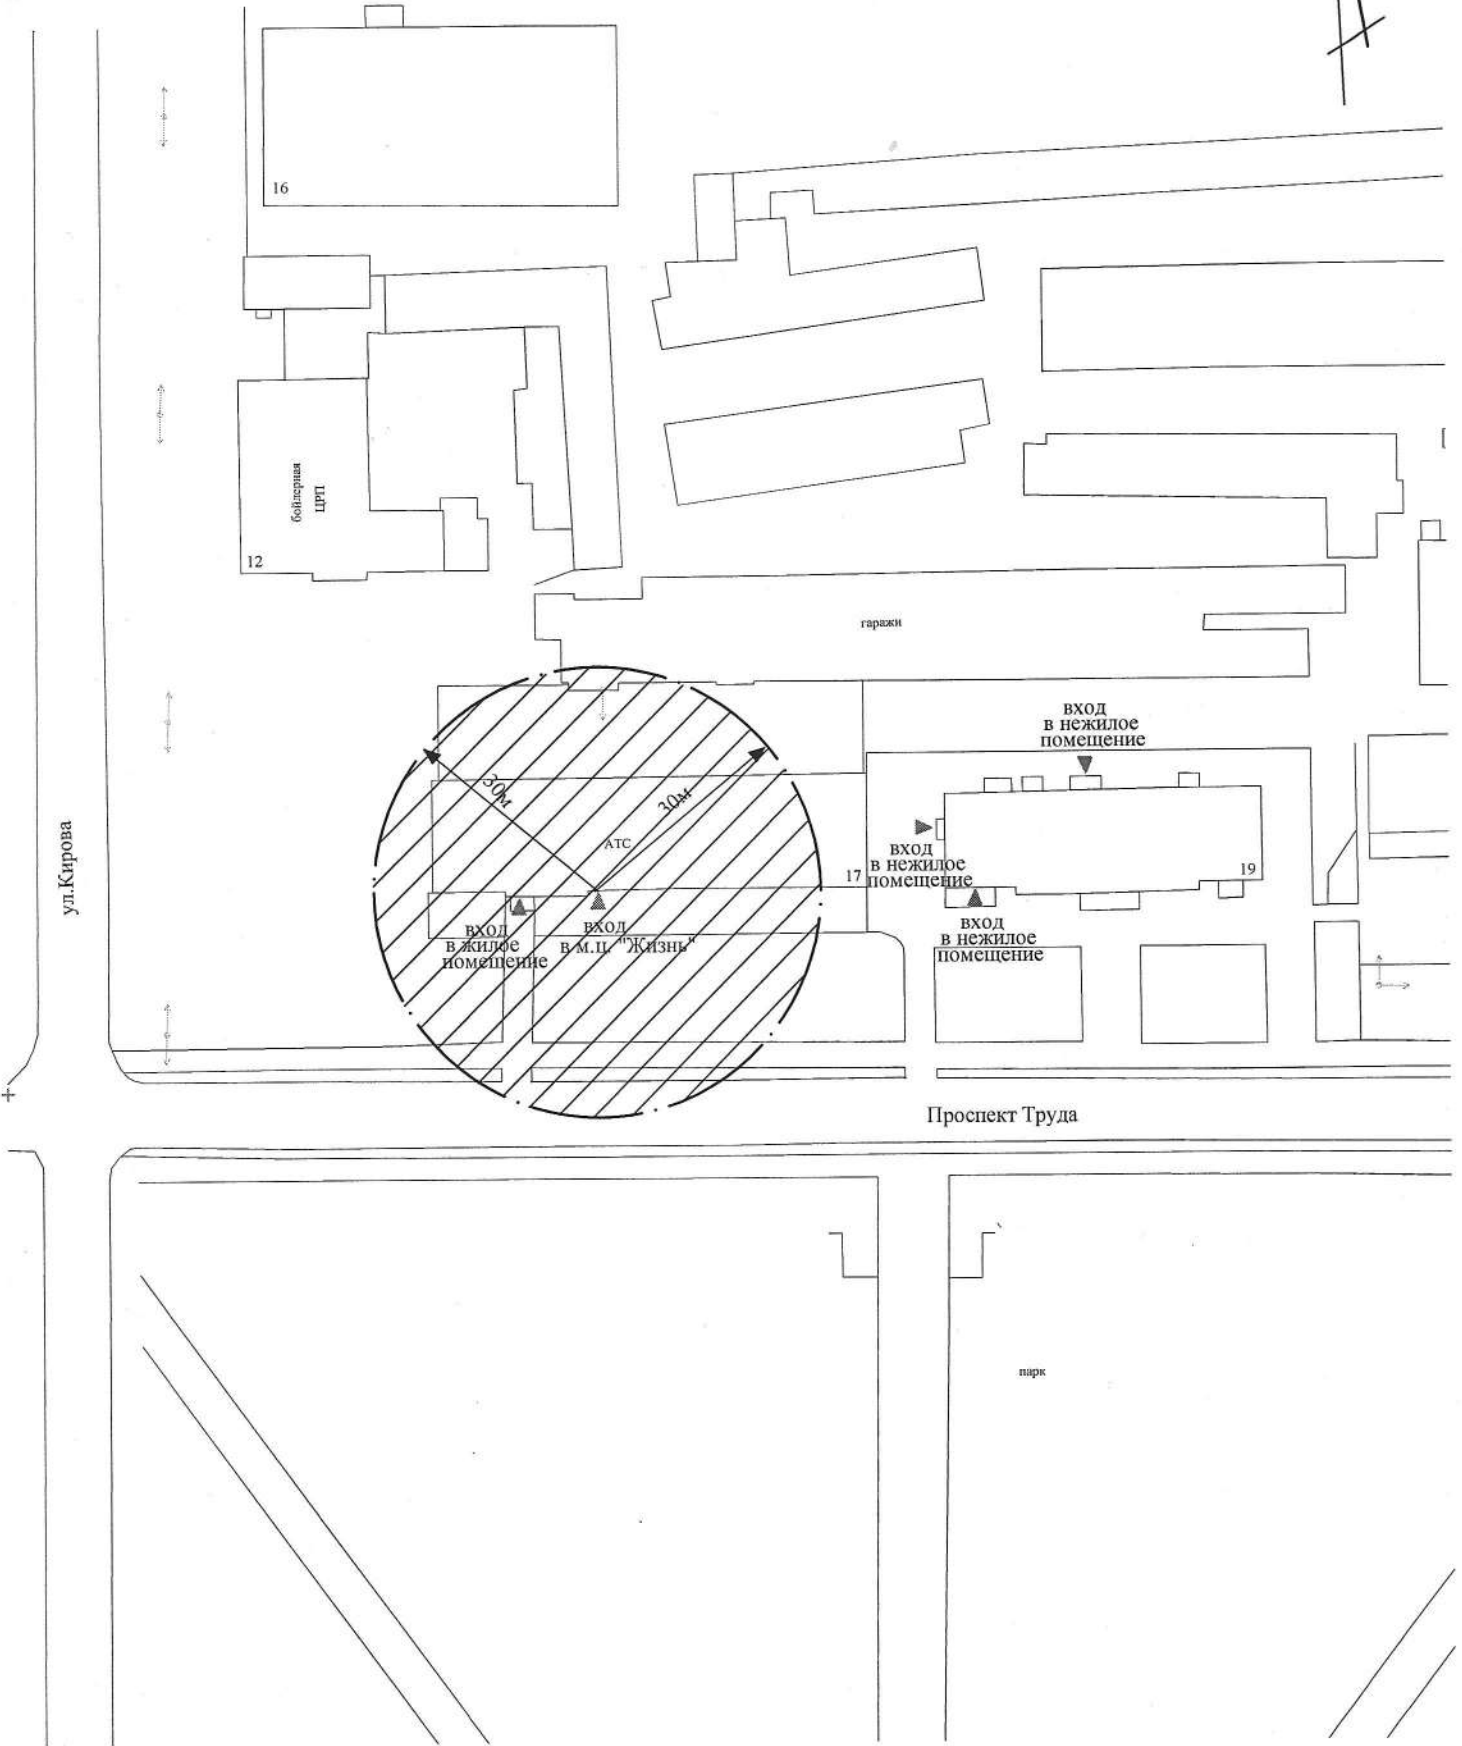 16
бойлерная
ЦРП
12
гаражи
вход
в нежилое
помещение
30м
30м
АТС
ул.Кирова
17
вход
в нежилое
помещение
19
вход
в жилое
помещение
вход
в м.ц. "Жизнь"
вход
в нежилое
помещение
Проспект Труда
парк